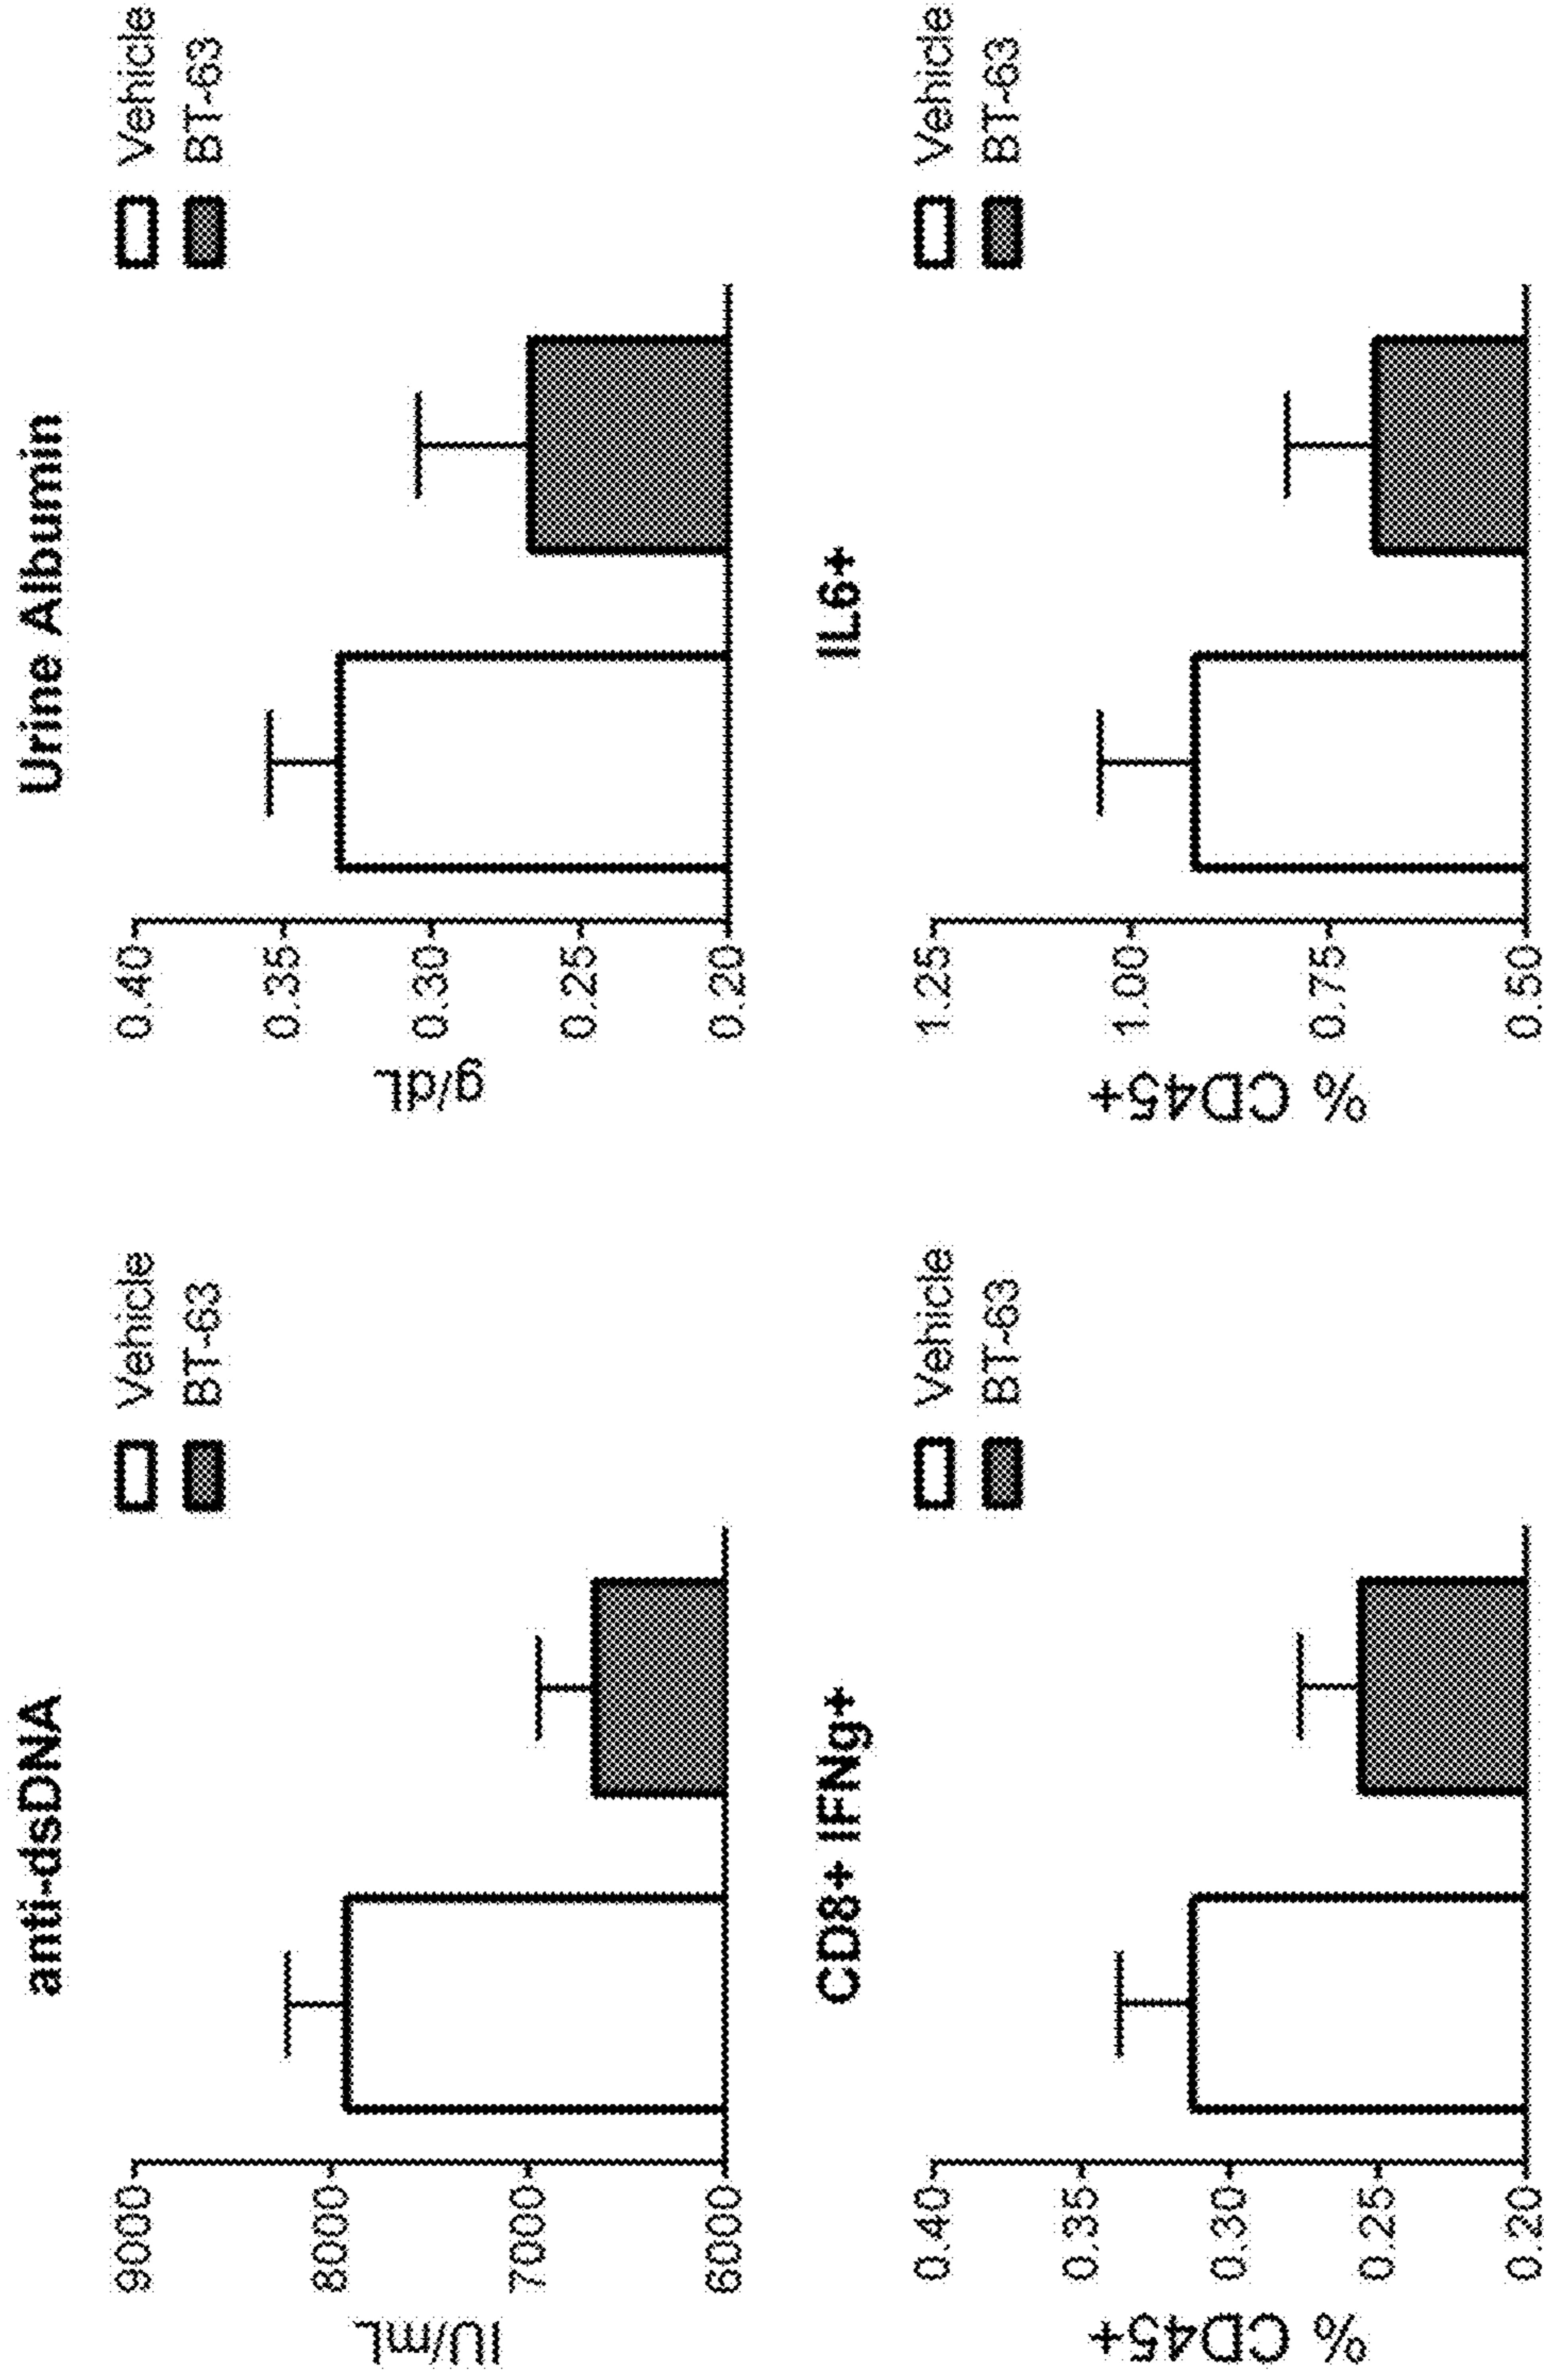 anti-dsDNA
IU/mL
9000
8000
7000
6000
Vehicle
BT-63
Urine Albumin
g/dL
0.40
0.35
0.30
0.25
0.20
Vehicle
BT-63
CD8+ IFNg+
% CD45+
0.40
0.35
0.30
0.25
0.20
Vehicle
BT-63
IL6+
% CD45+
1.25
1.00
0.75
0.50
Vehicle
BT-63